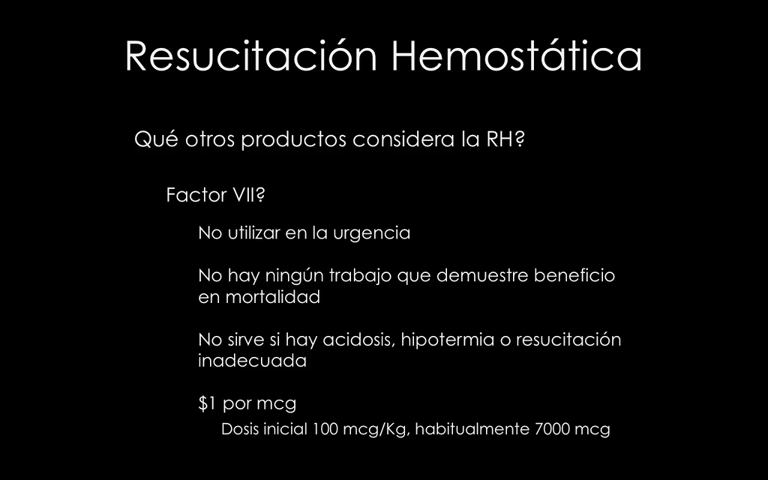 Resucitación Hemostática
Qué otros productos considera la RH?
Factor VII?
No utilizar en la urgencia
No hay ningún trabajo que demuestre beneficio
en mortalidad
No sirve si hay acidosis, hipotermia o resucitación
inadecuada
$1 por mcg
Dosis inicial 100 mcg/Kg, habitualmente 7000 mcg